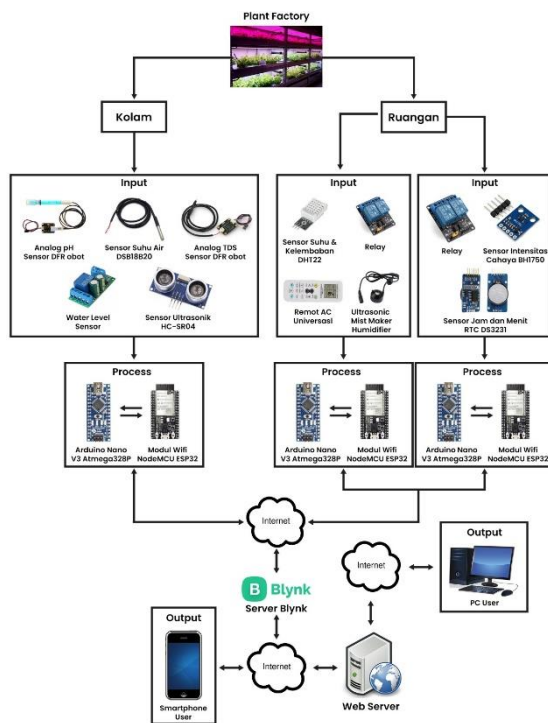 Plant Factory
Kolam
Ruangan
Input
Analog pH
Sensor DFR obot
Sensor Suhu Air
DSB18B20
Analog TDS
Sensor DFR obot
Water Level
Sensor
Sensor Ultrasonik
HC-SR04
Input
Sensor Suhu &
Kelembaban
DHT22
Relay
Remot AC
Universasl
Ultrasonic
Mist Maker
Humidifier
Input
Relay
Sensor Intensitas
Cahaya BH1750
Sensor Jam dan Menit
RTC DS3231
Process
Arduino Nano
V3 Atmega328P
Modul Wifi
NodeMCU ESP32
Process
Arduino Nano
V3 Atmega328P
Modul Wifi
NodeMCU ESP32
Process
Arduino Nano
V3 Atmega328P
Modul Wifi
NodeMCU ESP32
Internet
Internet
Output
PC User
B Blynk
Server Blynk
Output
Smartphone
User
Internet
Web Server